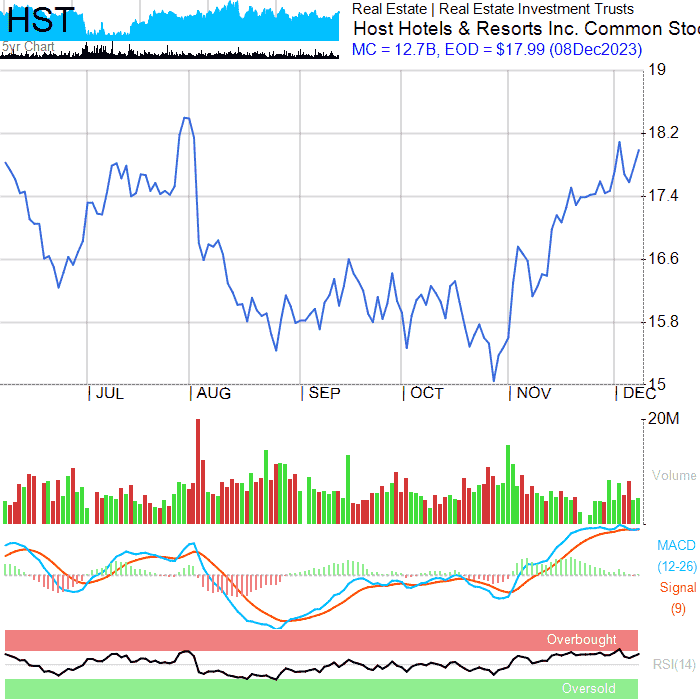 HST
5yr Chart
Real Estate | Real Estate Investment Trusts
Host Hotels & Resorts Inc. Common Stoc
MC = 12.7B, EOD = $17.99 (08Dec2023)
19
18.2
17.4
16.6
15.8
15
JUL AUG SEP OCT NOV DEC
20M
Volume
MACD
(12-26)
Signal
(9)
Overbought
RSI(14)
Oversold